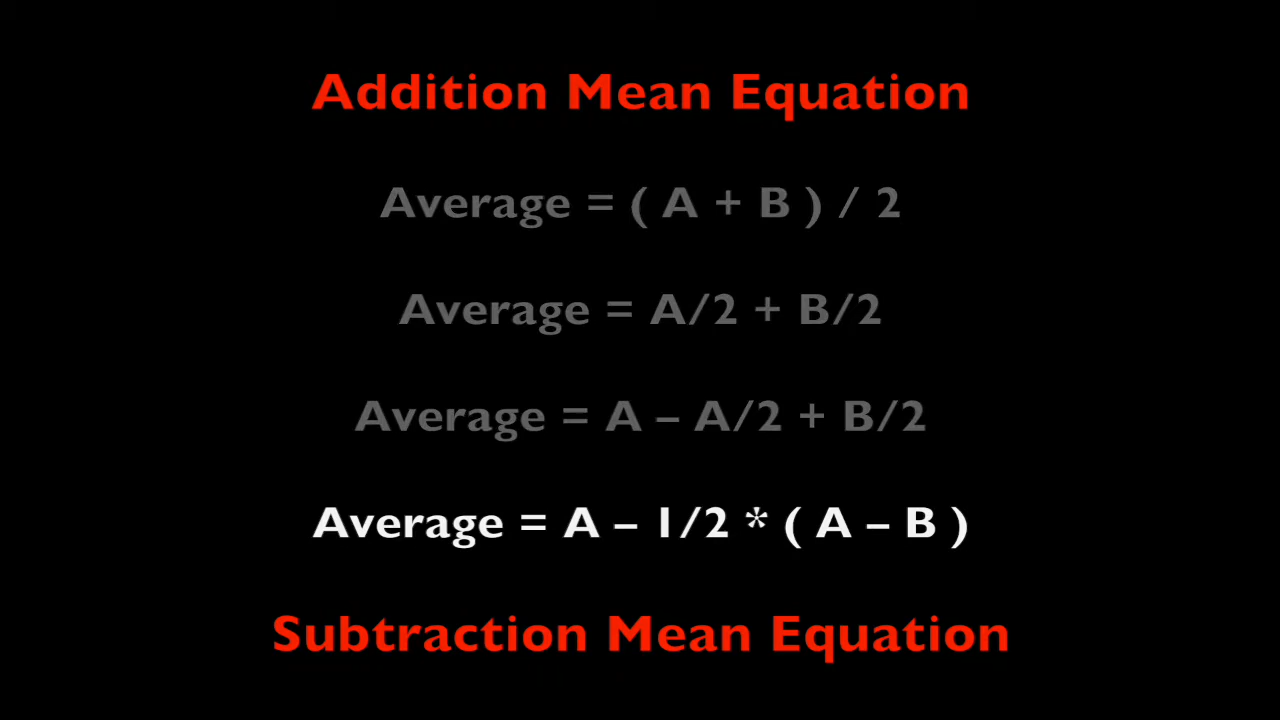 Addition Mean Equation
Average = ( A + B ) / 2
Average = A/2 + B/2
Average = A – A/2 + B/2
Average = A – 1/2 * ( A – B )
Subtraction Mean Equation